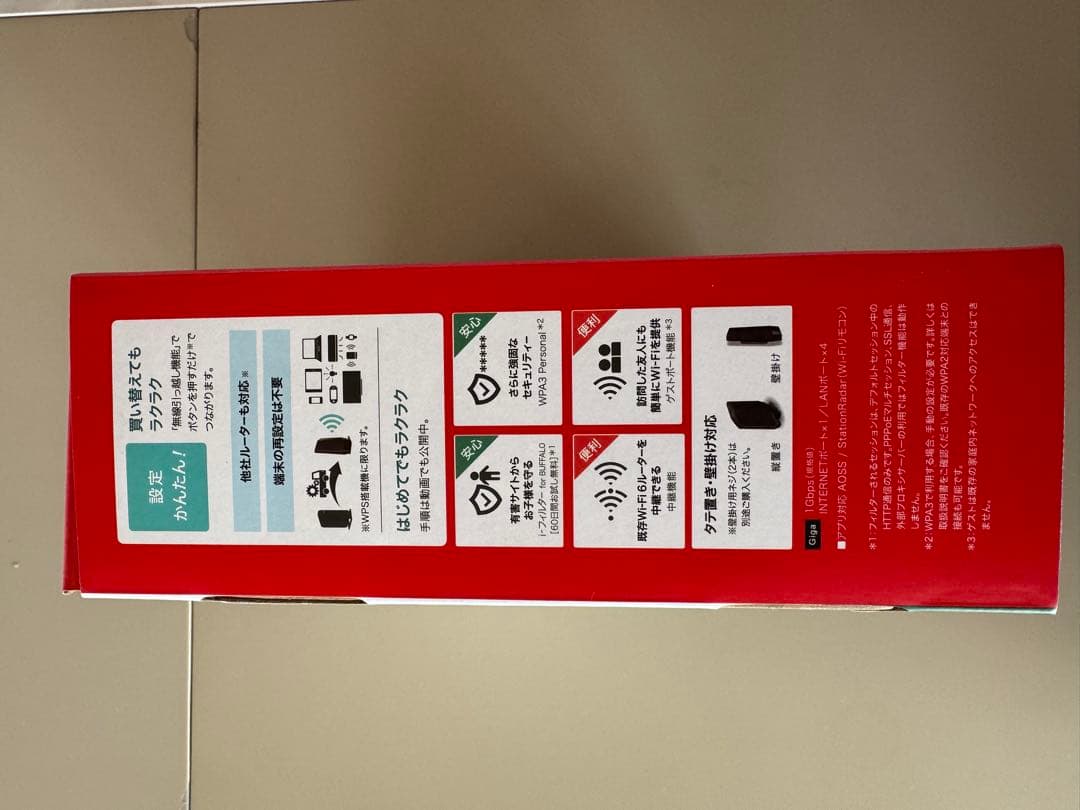 設定
かんたん!
買い替えても
ラクラク
「無線引っ越し機能」で
ボタンを押すだけ※で
つながります。
他社ルーターも対応※
端末の再設定は不要
※WPS搭載機に限ります。
はじめてでもラクラク
手順は動画でも公開中。
安心
有害サイトから
お子様を守る
i-フィルター for BUFFALO
[60日間お試し無料]*1
安心
*****
さらに強固な
セキュリティー
WPA3 Personal*2
便利
既存Wi-Fi 6ルーターを
中継できる
中継機能
便利
訪問した友人にも
簡単にWi-Fiを提供
ゲストポート機能*3
タテ置き・壁掛け対応
※壁掛け用ネジ(2本)は
別途ご購入ください。
縦置き
壁掛け
Giga 1Gbps[規格値]
INTERNETポート×1/LANポート×4
■アプリ対応 AOSS / StationRadar(Wi-Fiリモコン)
*1:フィルターされるセッションは、デフォルトセッション中の
HTTP通信のみです。PPPoEマルチセッション、SSL通信、
外部プロキシサーバーの利用ではフィルター機能は動作
しません。
*2:WPA3で利用する場合、手動の設定が必要です。詳しくは
取扱説明書をご確認ください。既存のWPA2対応端末との
接続も可能です。
*3:ゲストは既存の家庭内ネットワークへのアクセスはでき
ません。